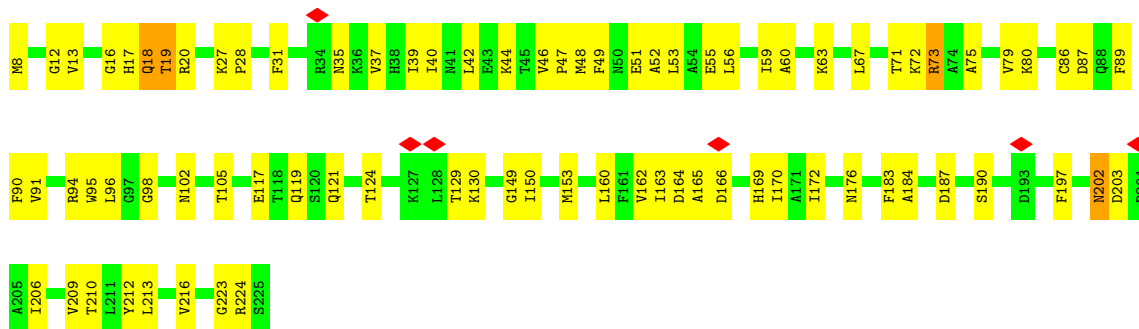 M8 G12 V13 G16 H17 Q18 T19 R20 K27 P28 F31 R34 N35 K36 V37 H38 I39 I40 N41 L42 E43 K44 T45 V46 P47 M48 F49 N50 E51 A52 L53 A54 E55 L56 I59 A60 K63 L67 T71 K72 R73 A74 A75 V79 K80 C86 D87 Q88 F89
F90 V91 R94 W95 L96 G97 G98 N102 T105 E117 T118 Q119 S120 Q121 T124 K127 L128 T129 K130 G149 I150 M153 L160 F161 V162 I163 D164 A165 D166 H169 I170 A171 I172 N176 F183 A184 D187 S190 D193 F197 N202 D203
A205 I206 V209 T210 L211 Y212 L213 V216 G223 R224 S225